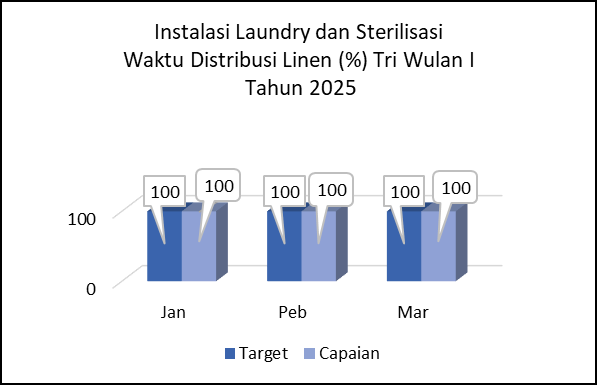 Instalasi Laundry dan Sterilisasi
Waktu Distribusi Linen (%) Tri Wulan I
Tahun 2025
100 100 100 100 100 100
100
0
Jan Peb Mar
Target Capaian